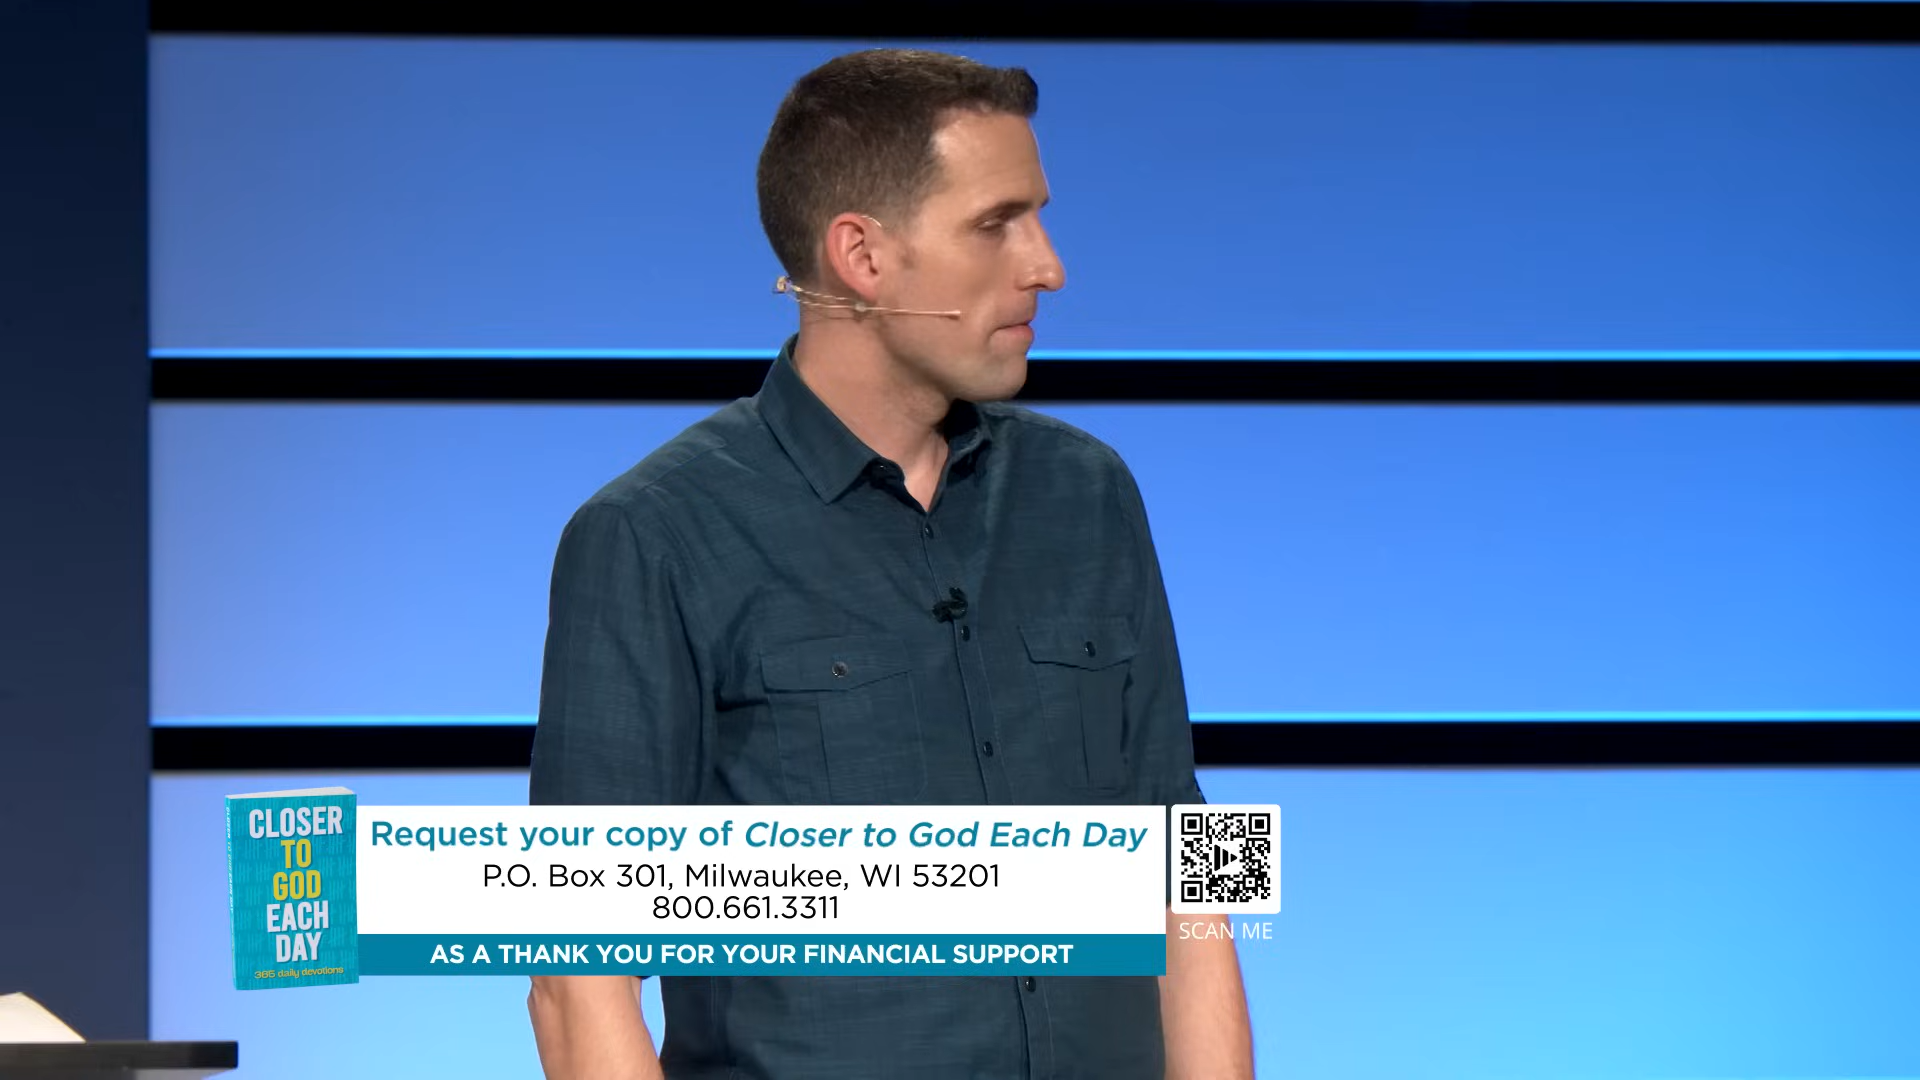 CLOSER
TO
GOD
EACH
DAY
365 daily devotions
Request your copy of Closer to God Each Day
P.O. Box 301, Milwaukee, WI 53201
800.661.3311
AS A THANK YOU FOR YOUR FINANCIAL SUPPORT
SCAN ME